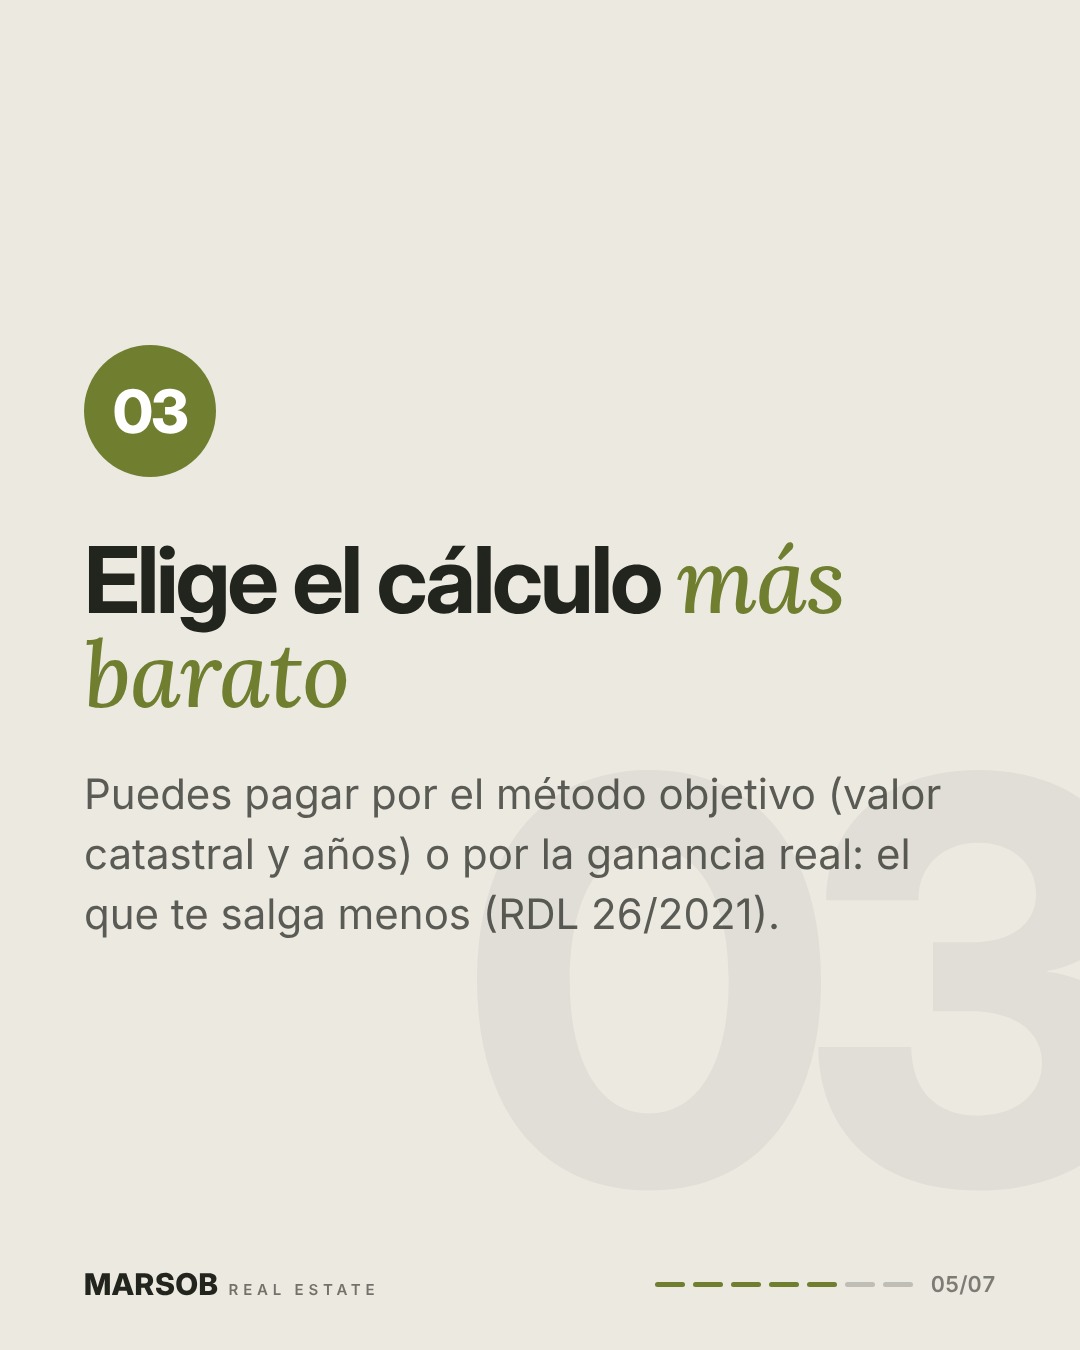 03
Elige el cálculo más
barato
Puedes pagar por el método objetivo (valor
catastral y años) o por la ganancia real: el
que te salga menos (RDL 26/2021).
03
MARSOB REAL ESTATE
05/07